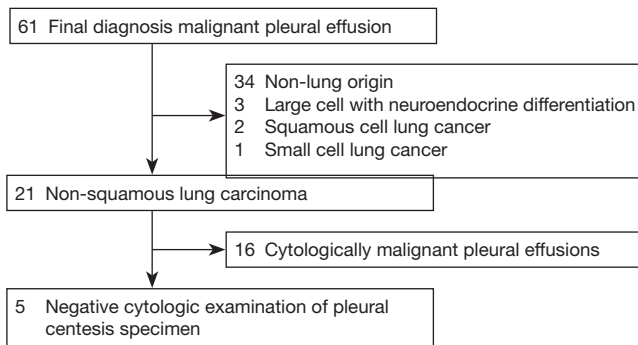 61 Final diagnosis malignant pleural effusion
34 Non-lung origin
3 Large cell with neuroendocrine differentiation
2 Squamous cell lung cancer
1 Small cell lung cancer
21 Non-squamous lung carcinoma
16 Cytologically malignant pleural effusions
5 Negative cytologic examination of pleural
centesis specimen